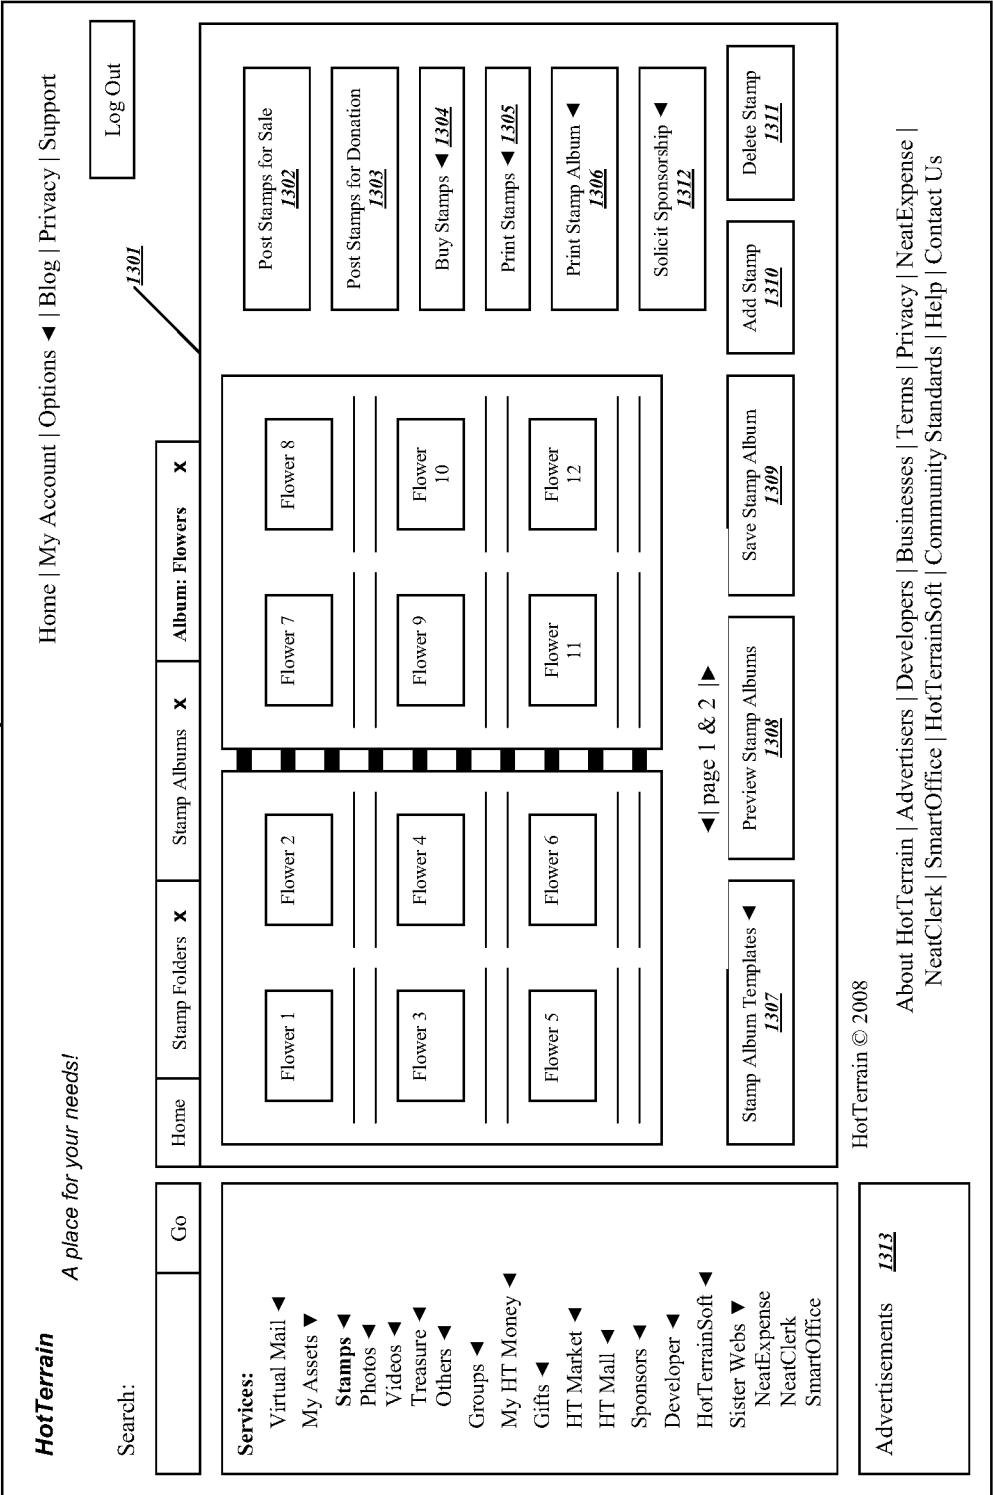 HotTerrain
A place for your needs!
Home | My Account | Options ◄ | Blog | Privacy | Support
Log Out
Search:
Go
Home
Stamp Folders X
Stamp Albums X
Album: Flowers X
1301
Services:
Virtual Mail ◄
My Assets ▼
Stamps ◄
Photos ◄
Videos ◄
Treasure ◄
Others ◄
Groups ◄
My HT Money ◄
Gifts ◄
HT Market ◄
HT Mall ◄
Sponsors ◄
Developer ◄
HotTerrainSoft ◄
Sister Webs ▼
NeatExpense
NeatClerk
SmartOffice
Flower 1
Flower 2
Flower 3
Flower 4
Flower 5
Flower 6
Flower 7
Flower 8
Flower 9
Flower
10
Flower
11
Flower
12
◄| page 1 & 2 |►
Post Stamps for Sale
1302
Post Stamps for Donation
1303
Buy Stamps ◄ 1304
Print Stamps ◄ 1305
Print Stamp Album ◄
1306
Solicit Sponsorship ◄
1312
Stamp Album Templates ◄
1307
Preview Stamp Albums
1308
Save Stamp Album
1309
Add Stamp
1310
Delete Stamp
1311
Advertisements 1313
HotTerrain © 2008
About HotTerrain | Advertisers | Developers | Businesses | Terms | Privacy | NeatExpense |
NeatClerk | SmartOffice | HotTerrainSoft | Community Standards | Help | Contact Us